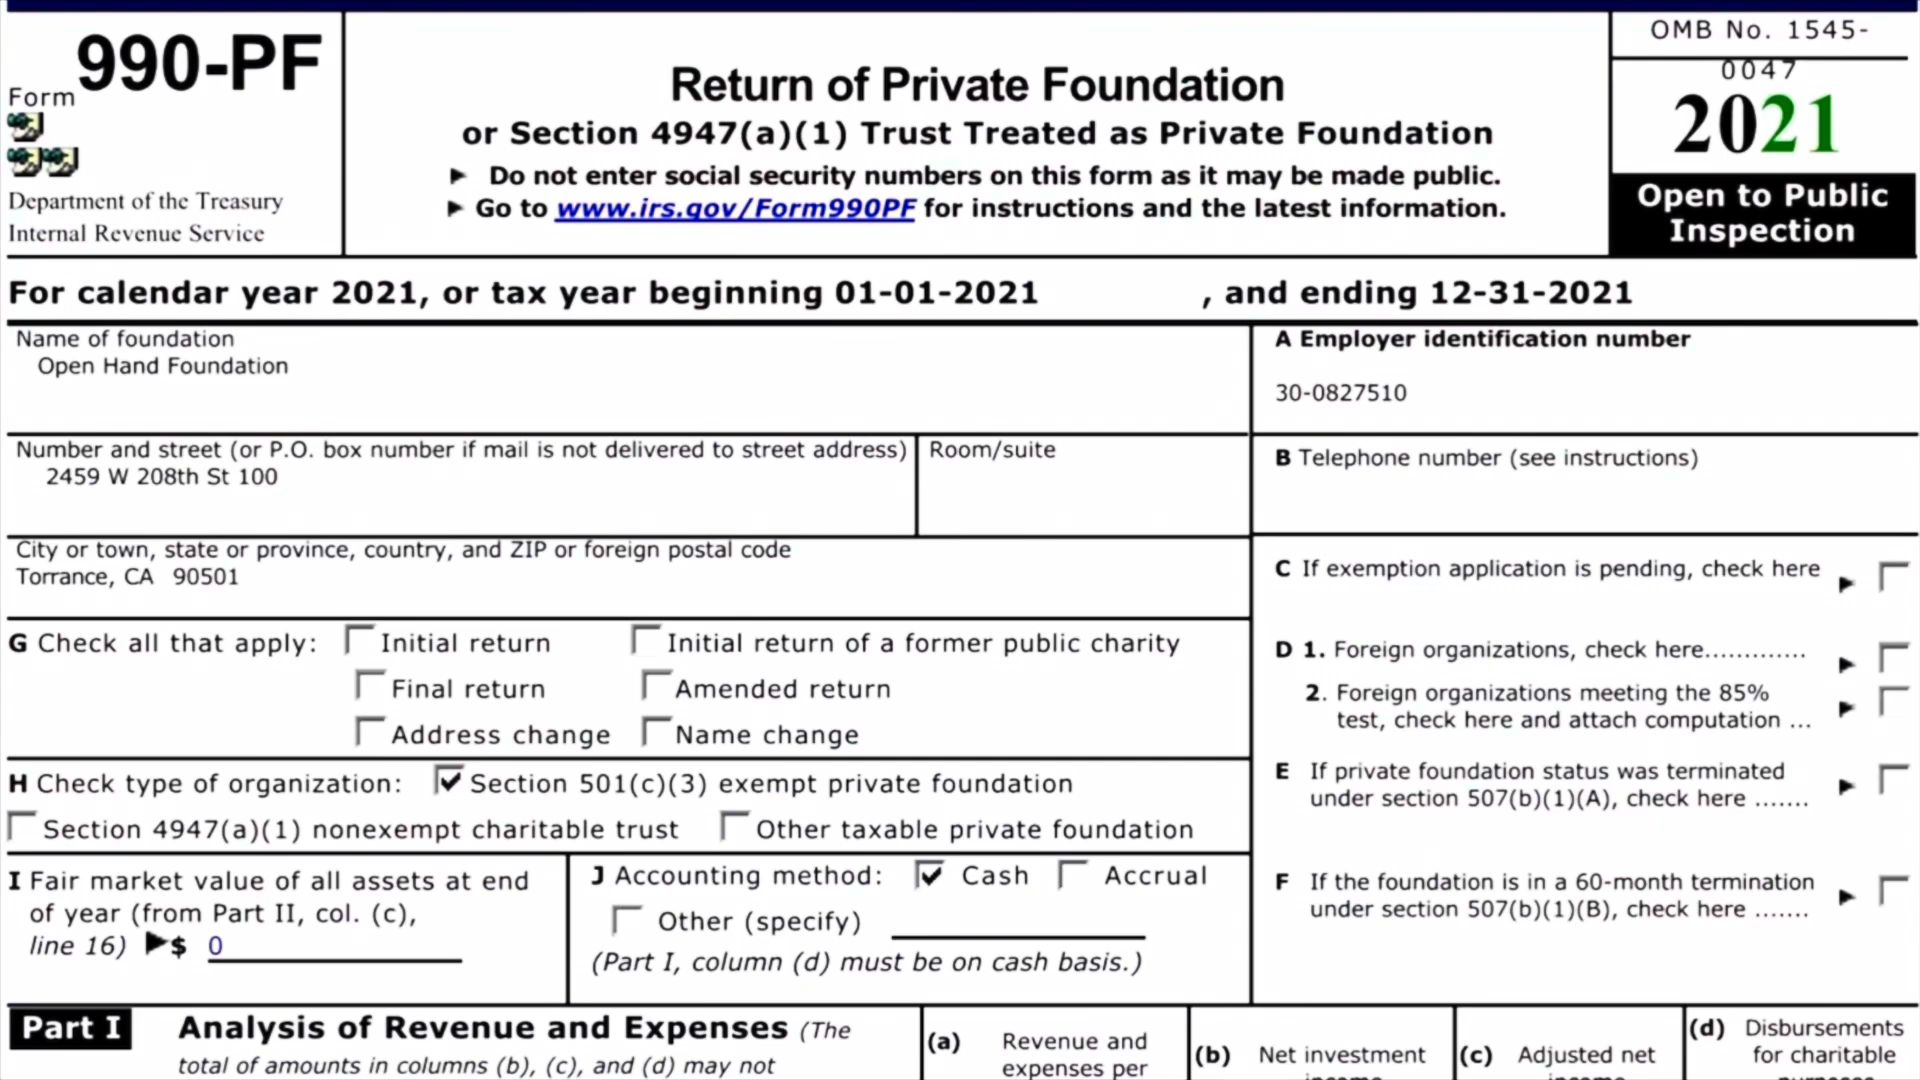 Form 990-PF
Department of the Treasury
Internal Revenue Service
Return of Private Foundation
or Section 4947(a)(1) Trust Treated as Private Foundation
► Do not enter social security numbers on this form as it may be made public.
► Go to www.irs.gov/Form990PF for instructions and the latest information.
OMB No. 1545-
0047
2021
Open to Public
Inspection
For calendar year 2021, or tax year beginning 01-01-2021 , and ending 12-31-2021
Name of foundation
Open Hand Foundation
A Employer identification number
30-0827510
Number and street (or P.O. box number if mail is not delivered to street address)
2459 W 208th St 100
Room/suite
B Telephone number (see instructions)
City or town, state or province, country, and ZIP or foreign postal code
Torrance, CA 90501
C If exemption application is pending, check here ►
G Check all that apply: Initial return Initial return of a former public charity
Final return Amended return
Address change Name change
D 1. Foreign organizations, check here............. ►
2. Foreign organizations meeting the 85%
test, check here and attach computation ... ►
H Check type of organization: Section 501(c)(3) exempt private foundation
Section 4947(a)(1) nonexempt charitable trust Other taxable private foundation
E If private foundation status was terminated
under section 507(b)(1)(A), check here ....... ►
I Fair market value of all assets at end
of year (from Part II, col. (c),
line 16) ►$ 0
J Accounting method: Cash Accrual
Other (specify)
(Part I, column (d) must be on cash basis.)
F If the foundation is in a 60-month termination
under section 507(b)(1)(B), check here ....... ►
Part I Analysis of Revenue and Expenses (The
total of amounts in columns (b), (c), and (d) may not
(a) Revenue and
expenses per
(b) Net investment
(c) Adjusted net
(d) Disbursements
for charitable